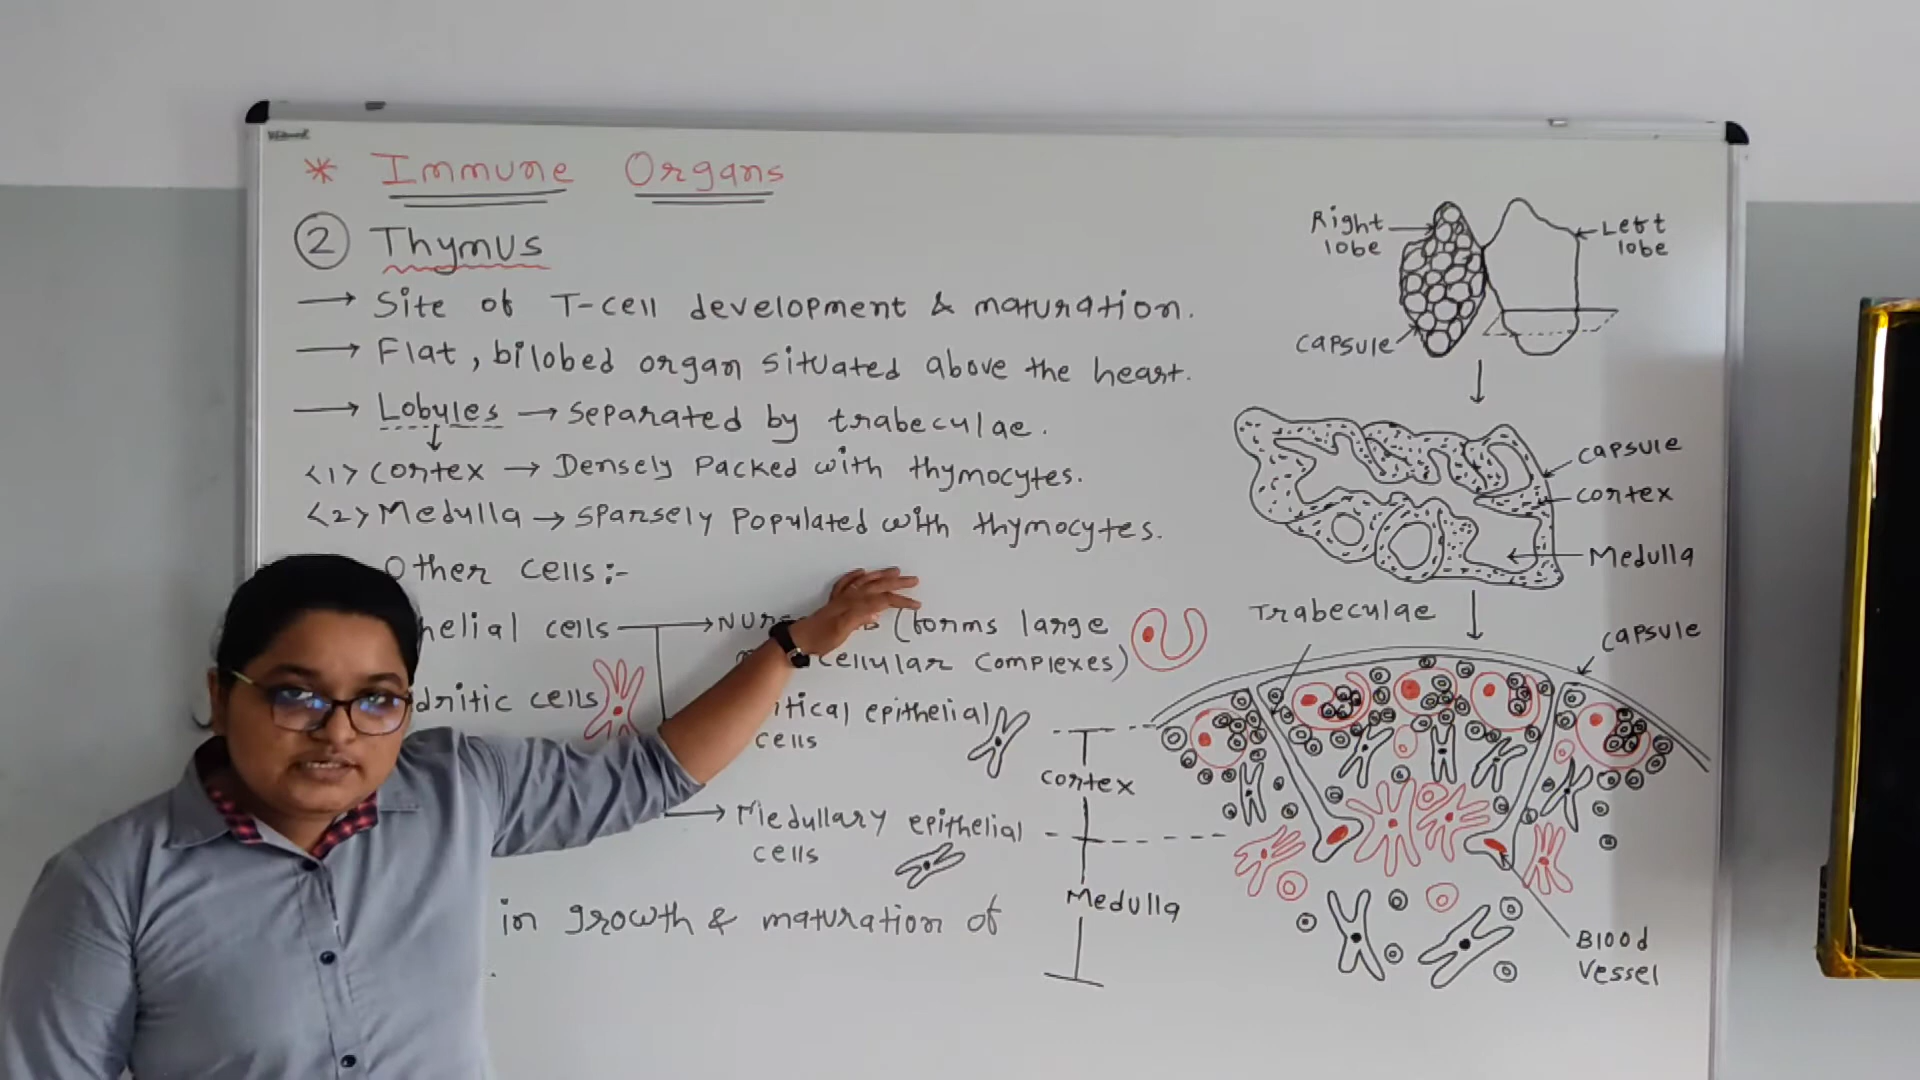 * Immune Organs
② Thymus
→ Site of T-cell development & maturation.
→ Flat, bilobed organ situated above the heart.
→ Lobules → separated by trabeculae.
<1> Cortex → Densely Packed with thymocytes.
<2> Medulla → sparsely populated with thymocytes.
Other cells:-
helial cells → (forms large
cellular complexes)
dritic cells
itical epithelial
cells
→ Medullary epithelial
cells
in growth & maturation of
Right
lobe
Left
lobe
capsule
capsule
cortex
Medulla
Trabeculae
capsule
cortex
Medulla
Blood
vessel